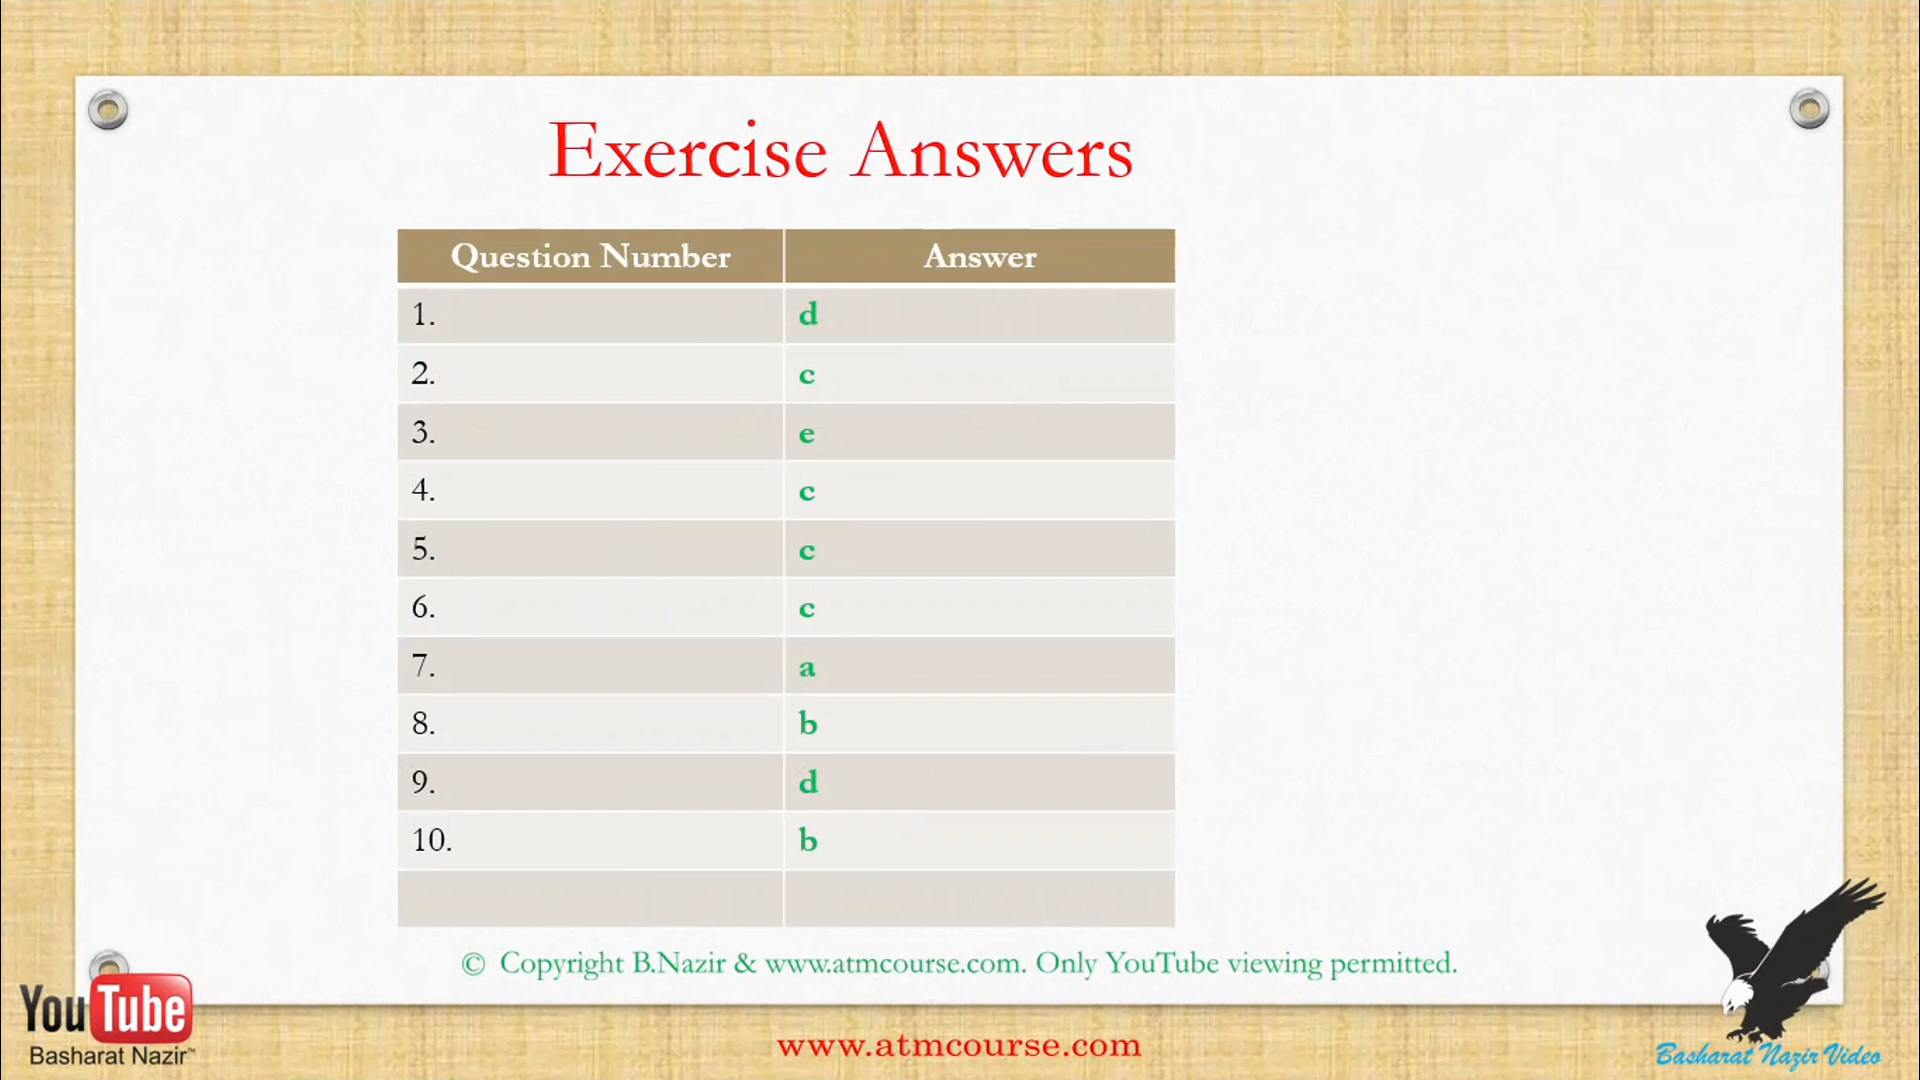 Exercise Answers
Question Number Answer
1. d
2. c
3. e
4. c
5. c
6. c
7. a
8. b
9. d
10. b
© Copyright B.Nazir & www.atmcourse.com. Only YouTube viewing permitted.
YouTube
Basharat Nazir™
www.atmcourse.com
Basharat Nazir Video